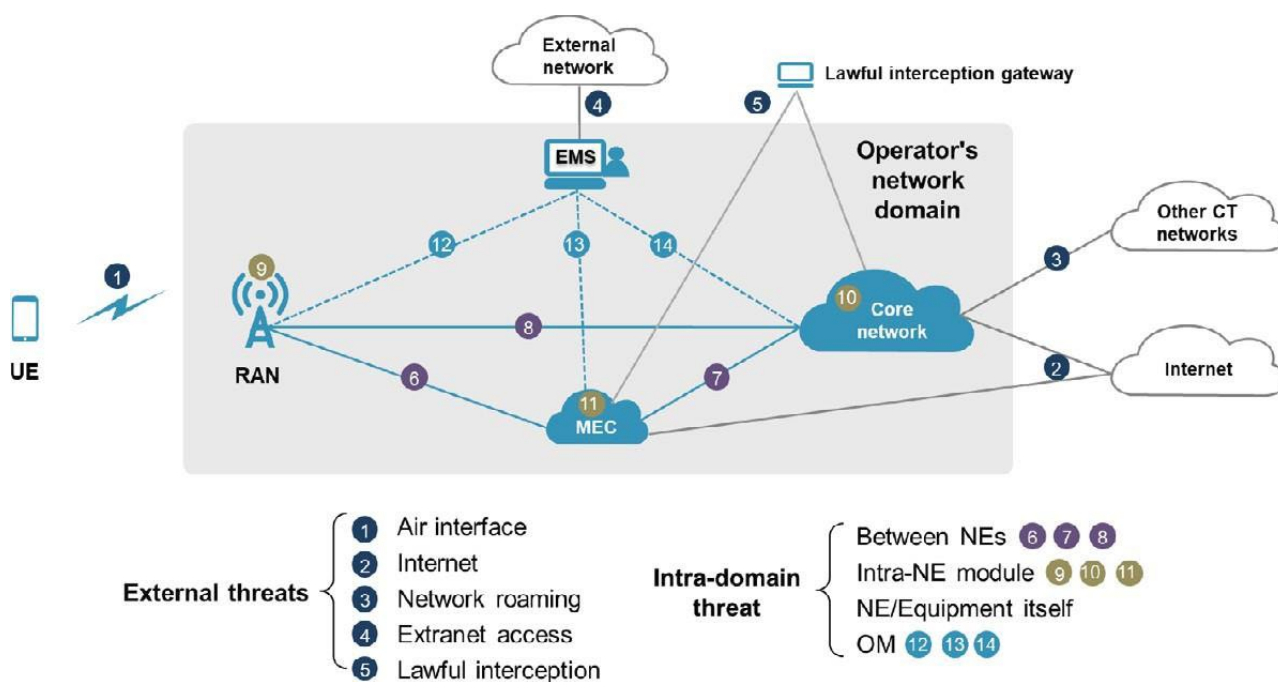 External
network
Lawful interception gateway
4
5
EMS
Operator's
network
domain
Other CT
networks
12
13
14
3
9
1
10
Core
network
8
UE
RAN
6
7
2
Internet
11
MEC
External threats
1 Air interface
2 Internet
3 Network roaming
4 Extranet access
5 Lawful interception
Intra-domain
threat
Between NEs 6 7 8
Intra-NE module 9 10 11
NE/Equipment itself
OM 12 13 14